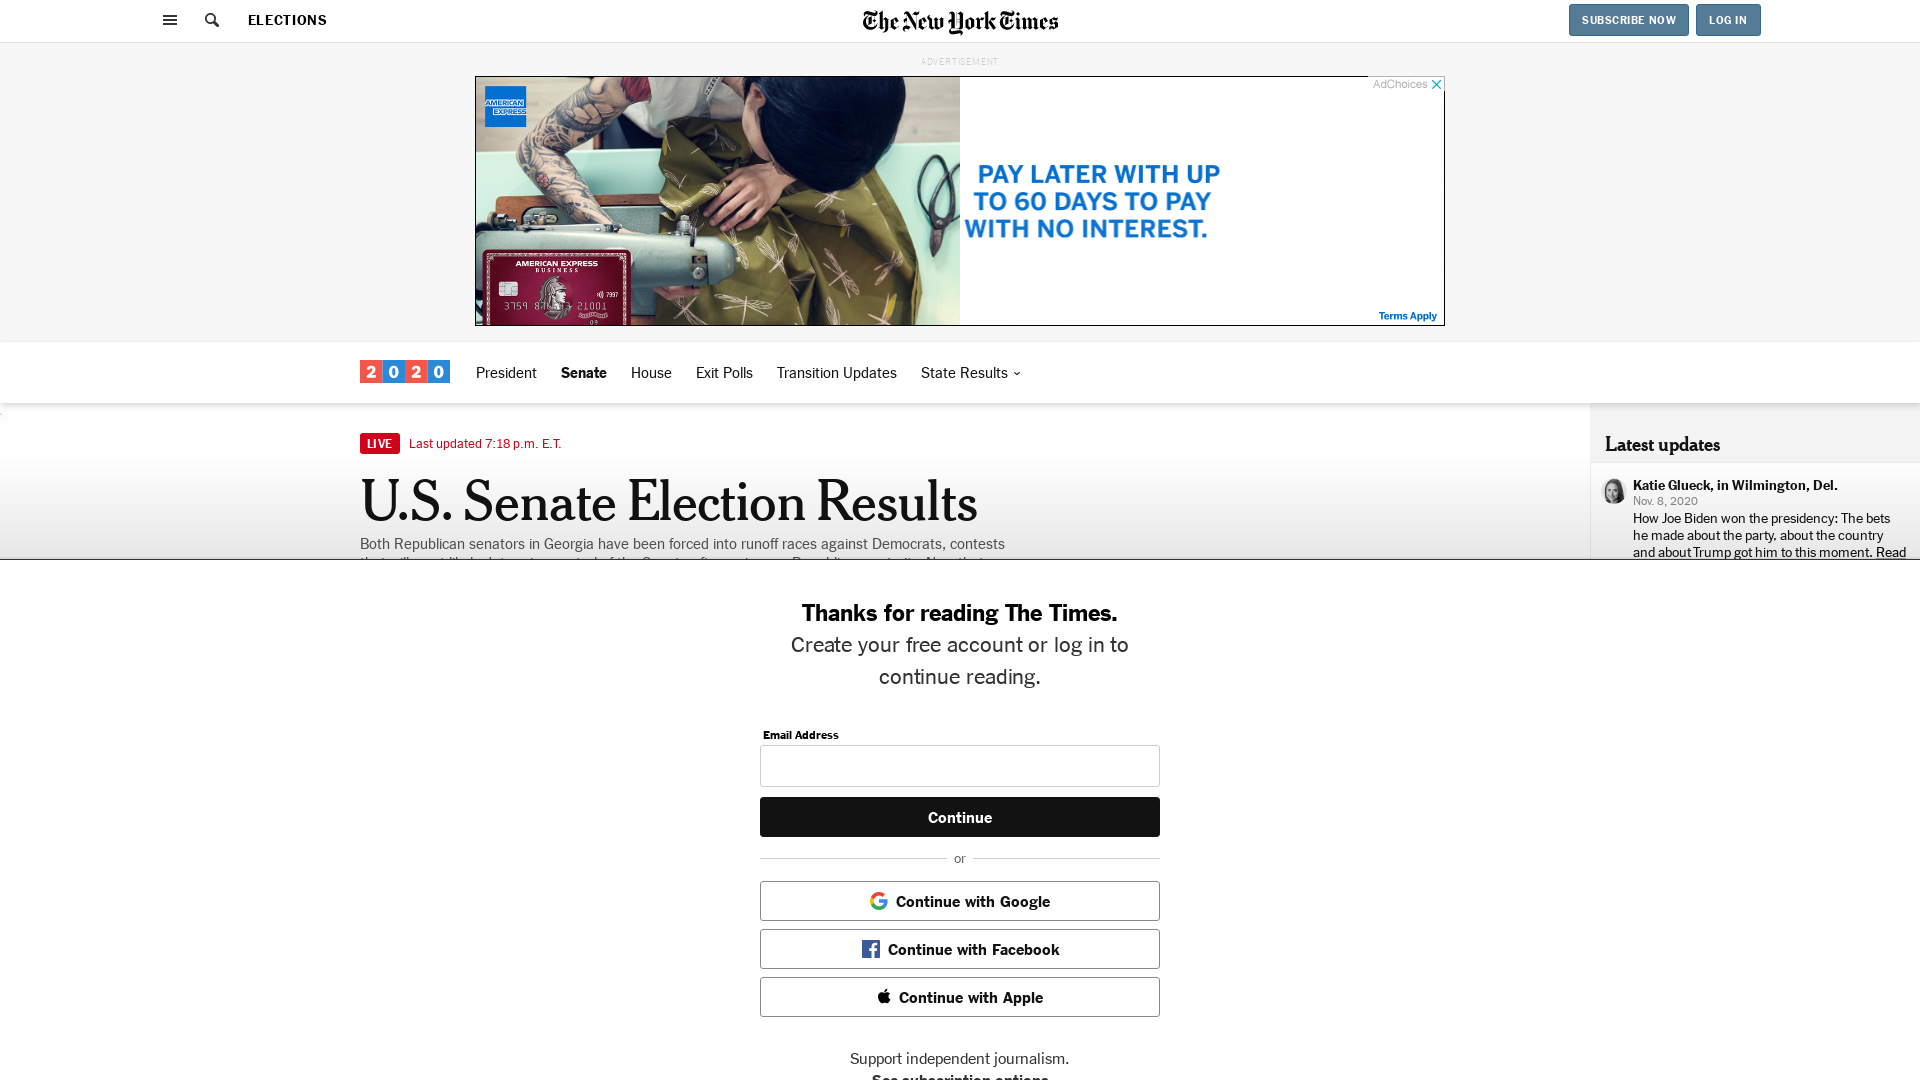 ELECTIONS
The New York Times
SUBSCRIBE NOW
LOG IN
ADVERTISEMENT
AdChoices
AMERICAN
EXPRESS
PAY LATER WITH UP
TO 60 DAYS TO PAY
WITH NO INTEREST.
AMERICAN EXPRESS
BUSINESS
7997
Terms Apply
2020
President
Senate
House
Exit Polls
Transition Updates
State Results
LIVE
Last updated 7:18 p.m. E.T.
U.S. Senate Election Results
Both Republican senators in Georgia have been forced into runoff races against Democrats, contests
Latest updates
Katie Glueck, in Wilmington, Del.
Nov. 8, 2020
How Joe Biden won the presidency: The bets
he made about the party, about the country
and about Trump got him to this moment. Read
Thanks for reading The Times.
Create your free account or log in to
continue reading.
Email Address
Continue
or
Continue with Google
Continue with Facebook
Continue with Apple
Support independent journalism.
See subscription options